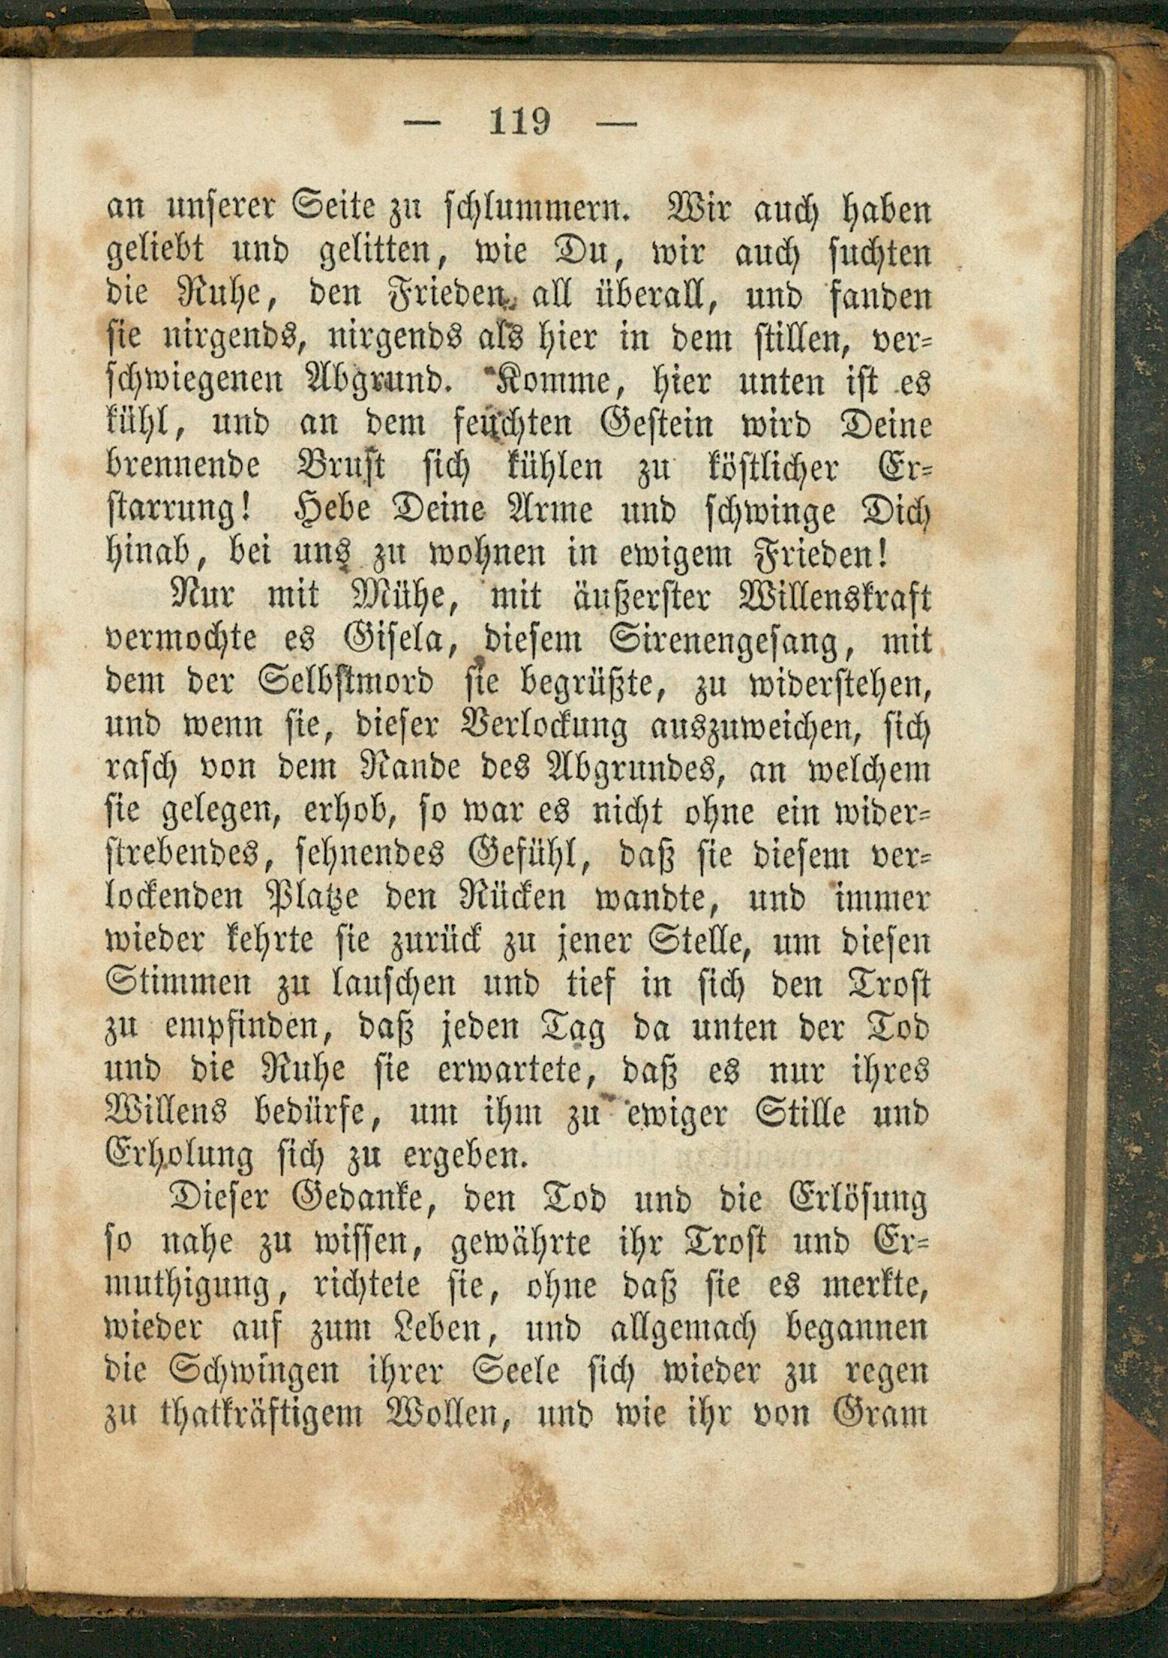 — 119 —
an unserer Seite zu schlummern. Wir auch haben
geliebt und gelitten, wie Du, wir auch suchten
die Ruhe, den Frieden, all überall, und fanden
sie nirgends, nirgends als hier in dem stillen, ver-
schwiegenen Abgrund. Komme, hier unten ist es
kühl, und an dem feuchten Gestein wird Deine
brennende Brust sich kühlen zu köstlicher Er-
starrung! Hebe Deine Arme und schwinge Dich
hinab, bei uns zu wohnen in ewigem Frieden!
Nur mit Mühe, mit äußerster Willenskraft
vermochte es Gisela, diesem Sirenengesang, mit
dem der Selbstmord sie begrüßte, zu widerstehen,
und wenn sie, dieser Verlockung auszuweichen, sich
rasch von dem Rande des Abgrundes, an welchem
sie gelegen, erhob, so war es nicht ohne ein wider-
strebendes, sehnendes Gefühl, daß sie diesem ver-
lockenden Platze den Rücken wandte, und immer
wieder kehrte sie zurück zu jener Stelle, um diesen
Stimmen zu lauschen und tief in sich den Trost
zu empfinden, daß jeden Tag da unten der Tod
und die Ruhe sie erwartete, daß es nur ihres
Willens bedürfe, um ihm zu ewiger Stille und
Erholung sich zu ergeben.
Dieser Gedanke, den Tod und die Erlösung
so nahe zu wissen, gewährte ihr Trost und Er-
muthigung, richtete sie, ohne daß sie es merkte,
wieder auf zum Leben, und allgemach begannen
die Schwingen ihrer Seele sich wieder zu regen
zu thatkräftigem Wollen, und wie ihr von Gram